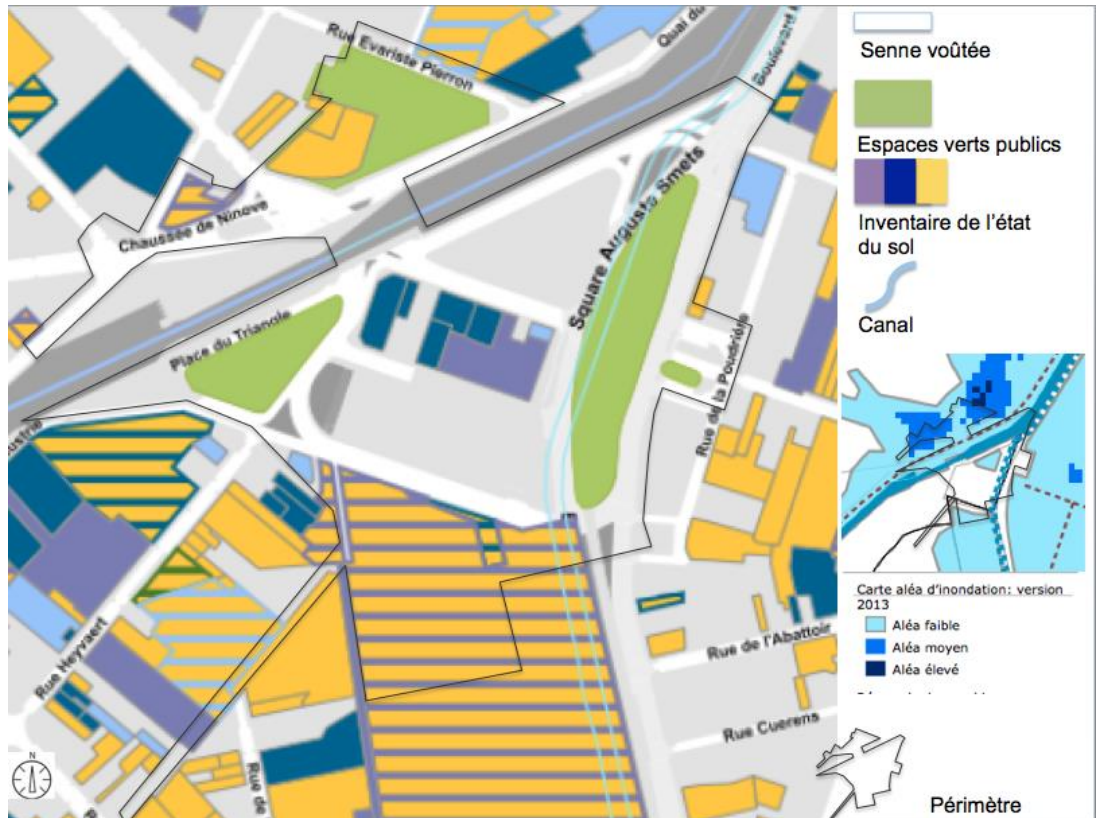 Rue Evariste Pierron
Quai du
Boulevard
Chaussée de Ninove
Square Auguste Smets
Place du Triangle
Rue de la Poudrière
ustrie
Rue Heyvaert
Rue de l'Abattoir
Rue Cuerens
Rue de
N
Senne voûtée
Espaces verts publics
Inventaire de l'état
du sol
Canal
Carte aléa d'inondation: version
2013
Aléa faible
Aléa moyen
Aléa élevé
Périmètre